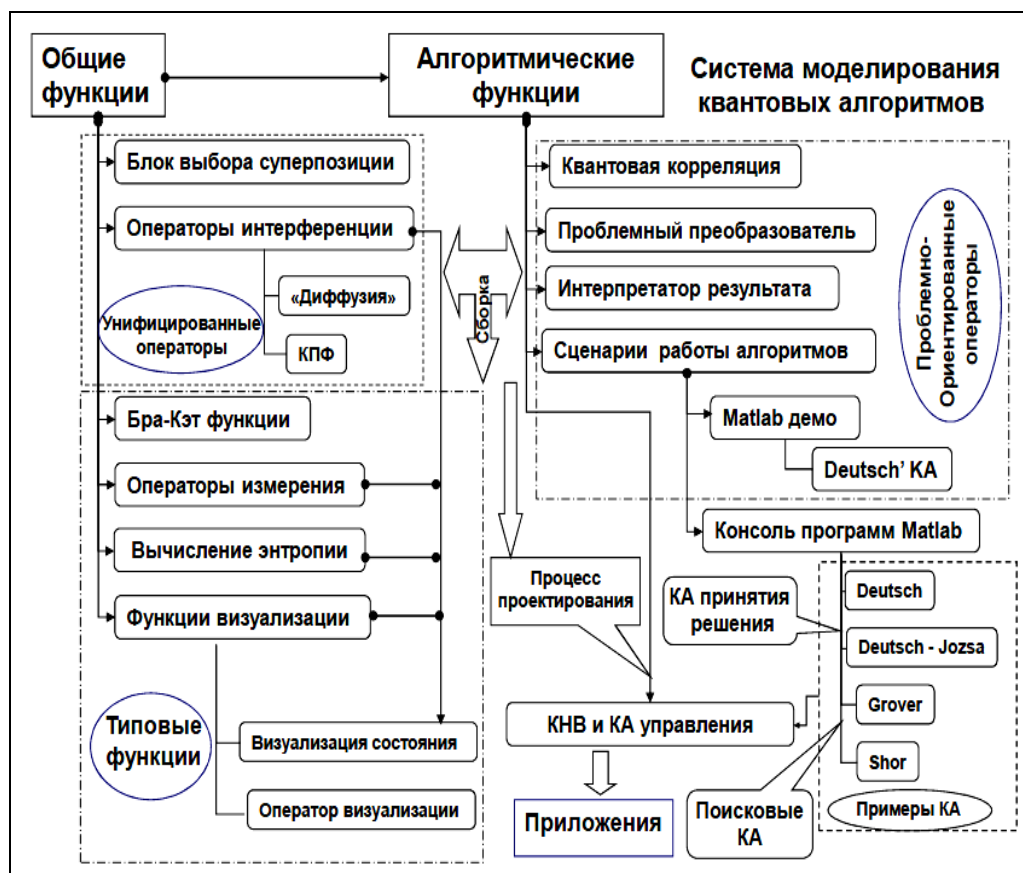 Общие
функции
Алгоритмические
функции
Система моделирования
квантовых алгоритмов
Блок выбора суперпозиции
Операторы интерференции
«Диффузия»
Унифицированные
операторы
КПФ
Сборка
Квантовая корреляция
Проблемный преобразователь
Интерпретатор результата
Сценарии работы алгоритмов
Проблемно-
Ориентированные
операторы
Matlab демо
Deutsch' KA
Бра-Кэт функции
Операторы измерения
Вычисление энтропии
Функции визуализации
Типовые
функции
Визуализация состояния
Оператор визуализации
Процесс
проектирования
Консоль программ Matlab
КА принятия
решения
Deutsch
Deutsch - Jozsa
Grover
Shor
Примеры КА
КНВ и КА управления
Приложения
Поисковые
КА